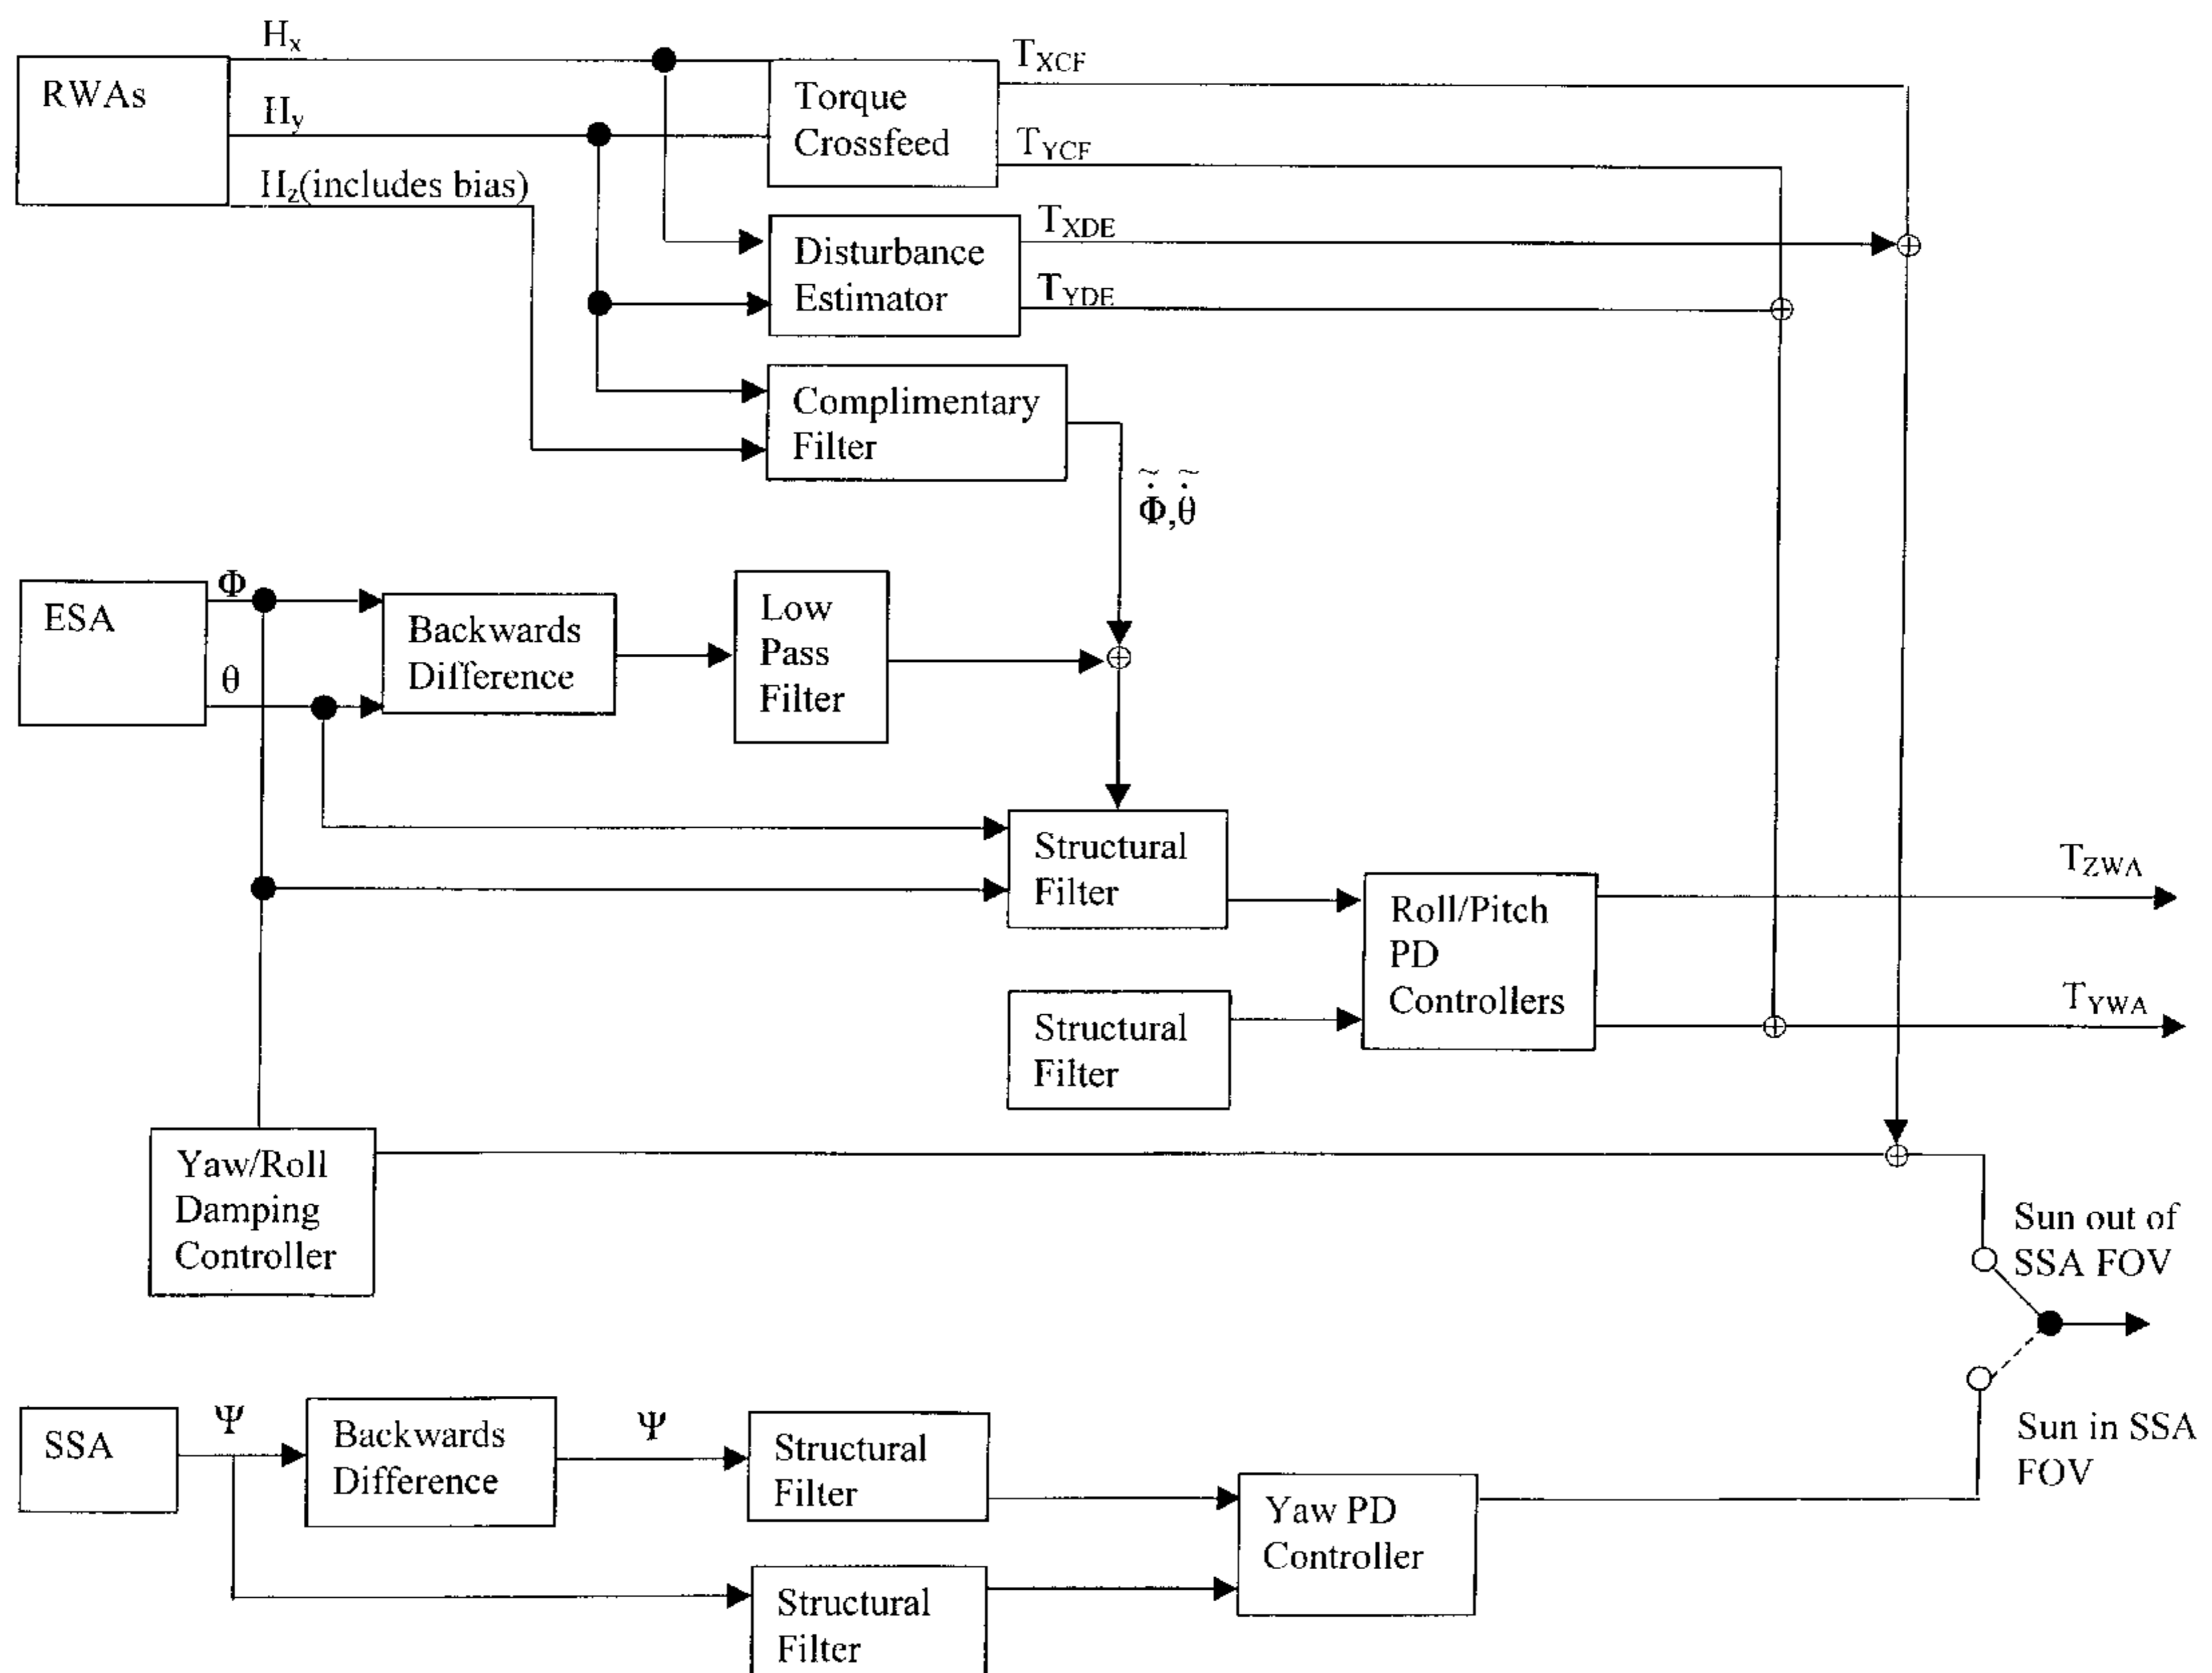 Hx
TXCF
RWAs
Torque
Crossfeed
Hy
TYCF
Hz(includes bias)
TXDE
Disturbance
Estimator
TYDE
Complimentary
Filter
Φ̃̇,θ̃̇
Φ
ESA
θ
Backwards
Difference
Low
Pass
Filter
Structural
Filter
TZWA
Roll/Pitch
PD
Controllers
TYWA
Structural
Filter
Yaw/Roll
Damping
Controller
Sun out of
SSA FOV
Sun in SSA
FOV
SSA
Ψ
Backwards
Difference
Ψ
Structural
Filter
Yaw PD
Controller
Structural
Filter